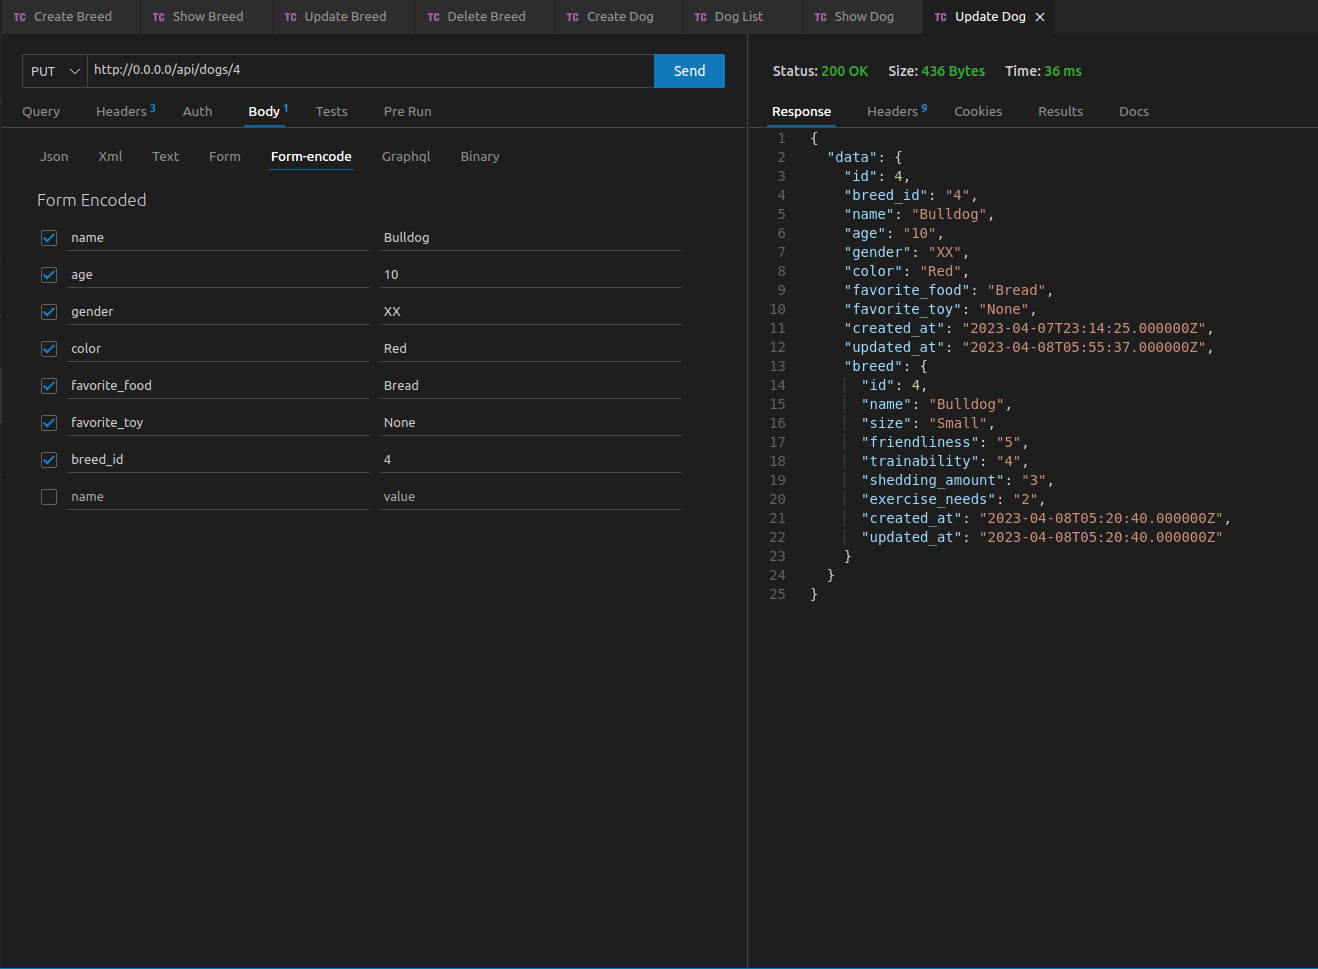 TC Create Breed TC Show Breed TC Update Breed TC Delete Breed TC Create Dog TC Dog List TC Show Dog TC Update Dog
PUT http://0.0.0.0/api/dogs/4 Send
Query Headers 3 Auth Body 1 Tests Pre Run
Json Xml Text Form Form-encode Graphql Binary
Form Encoded
name Bulldog
age 10
gender XX
color Red
favorite_food Bread
favorite_toy None
breed_id 4
name value
Status: 200 OK Size: 436 Bytes Time: 36 ms
Response Headers 9 Cookies Results Docs
1 {
2 "data": {
3 "id": 4,
4 "breed_id": "4",
5 "name": "Bulldog",
6 "age": "10",
7 "gender": "XX",
8 "color": "Red",
9 "favorite_food": "Bread",
10 "favorite_toy": "None",
11 "created_at": "2023-04-07T23:14:25.000000Z",
12 "updated_at": "2023-04-08T05:55:37.000000Z",
13 "breed": {
14 "id": 4,
15 "name": "Bulldog",
16 "size": "Small",
17 "friendliness": "5",
18 "trainability": "4",
19 "shedding_amount": "3",
20 "exercise_needs": "2",
21 "created_at": "2023-04-08T05:20:40.000000Z",
22 "updated_at": "2023-04-08T05:20:40.000000Z"
23 }
24 }
25 }